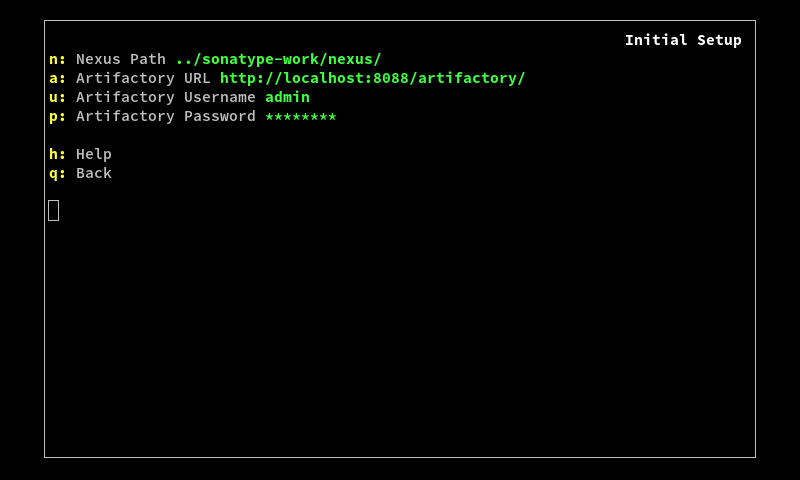 Initial Setup
n: Nexus Path ../sonatype-work/nexus/
a: Artifactory URL http://localhost:8088/artifactory/
u: Artifactory Username admin
p: Artifactory Password ********
h: Help
q: Back